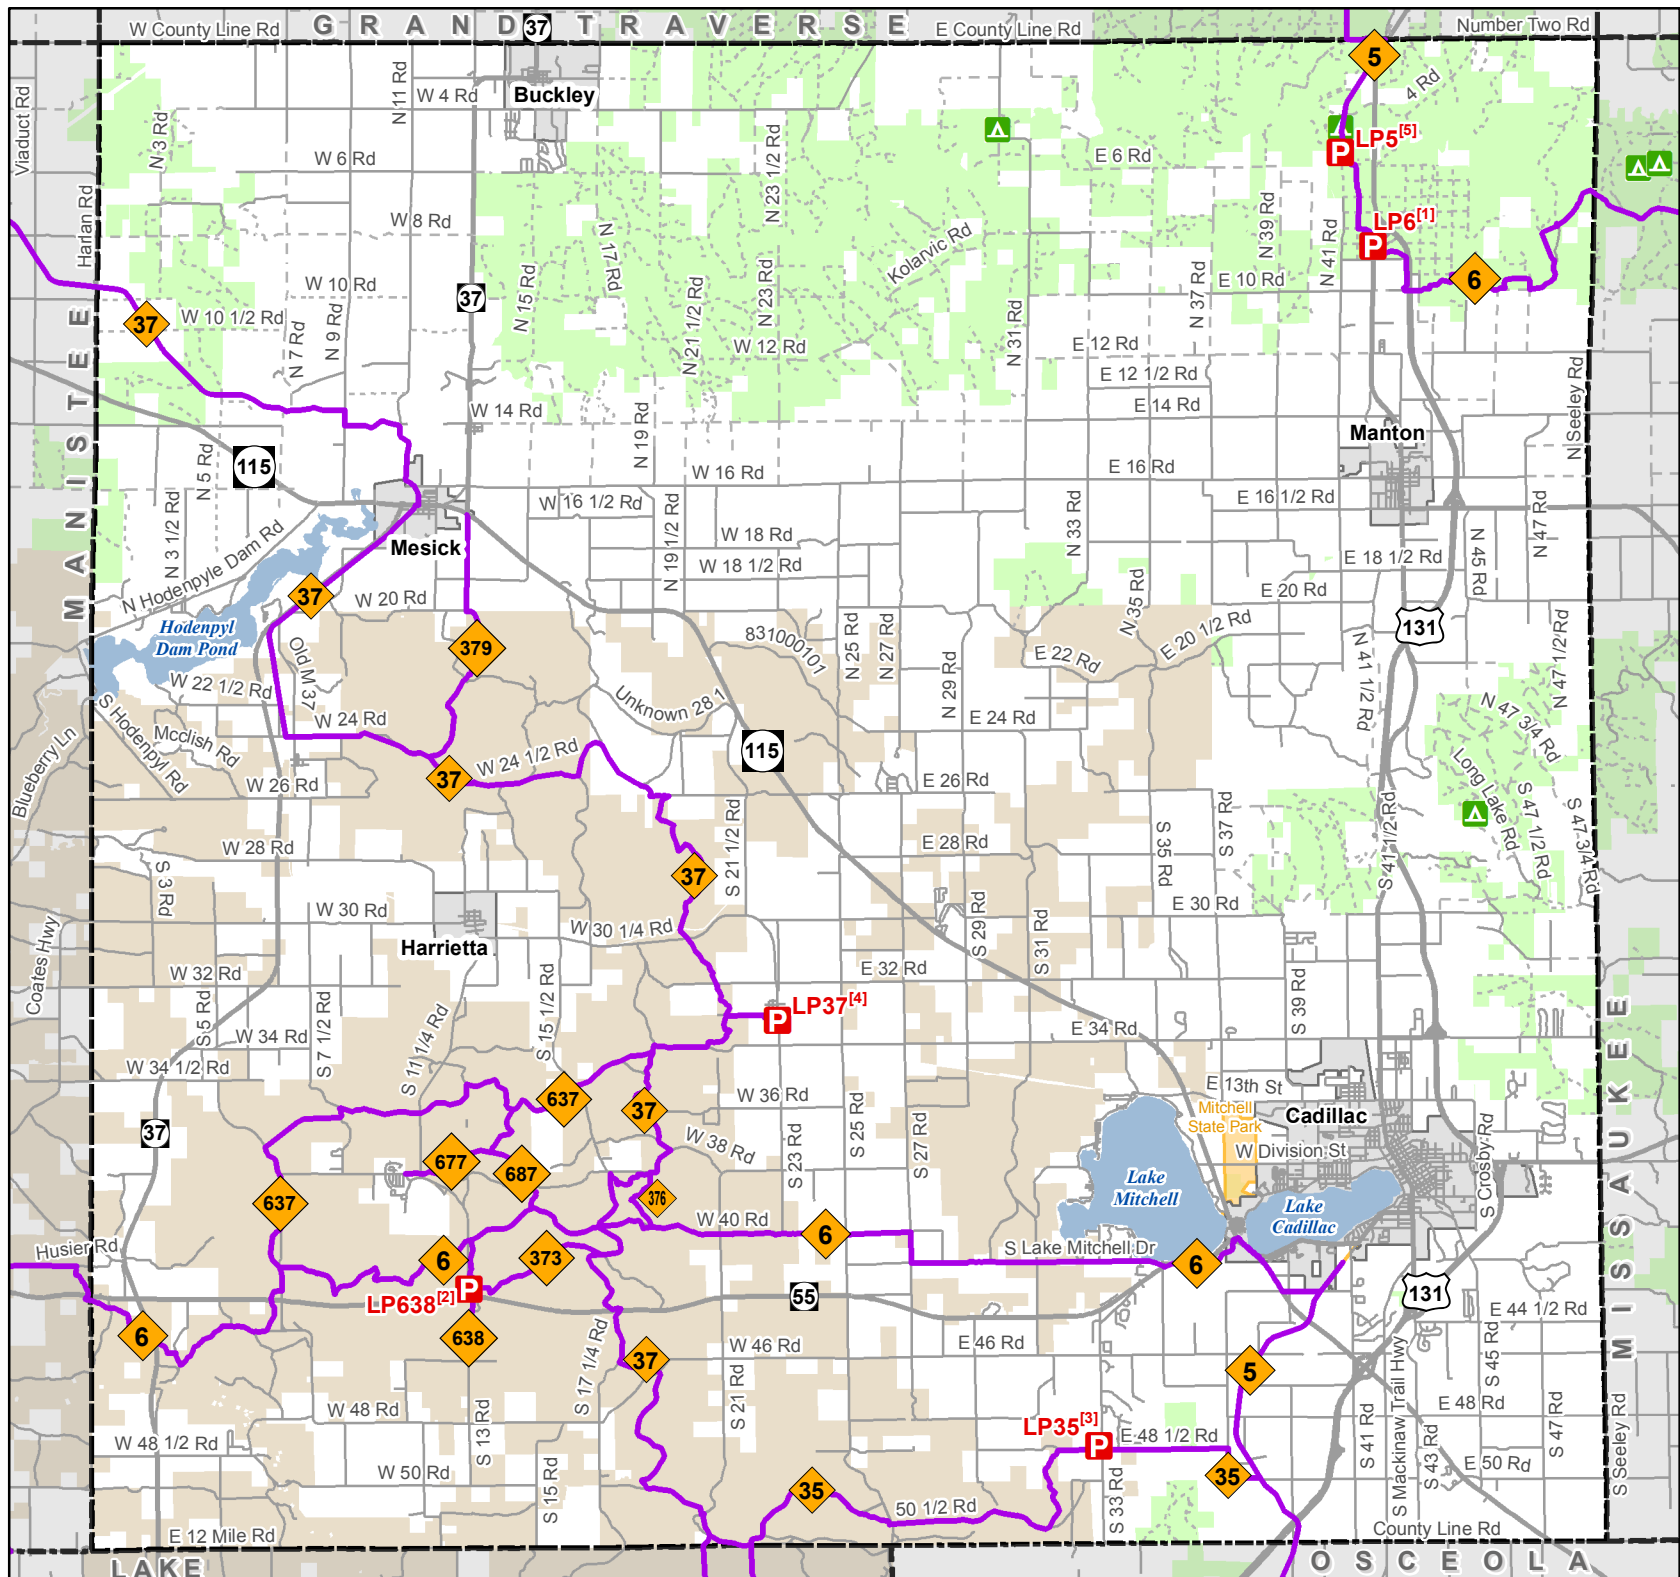 GRAND TRAVERSE
W County Line Rd
37
E County Line Rd
Number Two Rd
5
4 Rd
Viaduct Rd
N 3 Rd
N 11 Rd
W 4 Rd
Buckley
LP5[5]
P
W 6 Rd
N 23 1/2 Rd
E 6 Rd
Harlan Rd
W 8 Rd
N 17 Rd
Kolarvic Rd
N 39 Rd
N 41 Rd
LP6[1]
P
W 10 Rd
37
N 15 Rd
N 23 Rd
N 37 Rd
E 10 Rd
6
37
W 10 1/2 Rd
N 7 Rd
N 9 Rd
N 21 1/2 Rd
W 12 Rd
N 31 Rd
E 12 Rd
E 12 1/2 Rd
N Seeley Rd
MANISTEE
W 14 Rd
N 19 Rd
E 14 Rd
Manton
115
N 5 Rd
W 16 Rd
E 16 Rd
N 3 1/2 Rd
W 16 1/2 Rd
E 16 1/2 Rd
N 47 Rd
N Hodenpyle Dam Rd
Mesick
N 19 1/2 Rd
W 18 Rd
N 33 Rd
W 18 1/2 Rd
E 18 1/2 Rd
N 45 Rd
37
W 20 Rd
E 20 Rd
Hodenpyl
Dam Pond
379
831000101
N 25 Rd
N 27 Rd
N 35 Rd
E 20 1/2 Rd
131
N 41 1/2 Rd
N 47 1/2 Rd
Old M 37
E 22 Rd
W 22 1/2 Rd
S Hodenpyl Rd
Unknown 28 1
N 29 Rd
W 24 Rd
E 24 Rd
N 47 3/4 Rd
Mcclish Rd
W 24 1/2 Rd
115
Blueberry Ln
W 26 Rd
37
E 26 Rd
Long Lake Rd
S 47 1/2 Rd
S 47 3/4 Rd
S 21 1/2 Rd
S 37 Rd
S 35 Rd
S 41 1/2 Rd
W 28 Rd
E 28 Rd
S 3 Rd
37
W 30 Rd
E 30 Rd
Harrietta
W 30 1/4 Rd
S 29 Rd
S 31 Rd
Coates Hwy
W 32 Rd
E 32 Rd
S 15 1/2 Rd
S 39 Rd
LP37[4]
P
S 5 Rd
S 7 1/2 Rd
W 34 Rd
S 11 1/4 Rd
E 34 Rd
MISSAUKEE
W 34 1/2 Rd
637
W 36 Rd
E 13th St
37
37
S 25 Rd
S 27 Rd
Mitchell
State Park
Cadillac
W 38 Rd
S 23 Rd
W Division St
S Crosby Rd
677
687
Lake
Mitchell
637
376
Lake
Cadillac
W 40 Rd
6
Husier Rd
6
373
S Lake Mitchell Dr
6
LP638[2]
P
55
131
E 44 1/2 Rd
6
638
S 17 1/4 Rd
37
W 46 Rd
E 46 Rd
S Mackinaw Trail Hwy
S 45 Rd
5
S 21 Rd
W 48 Rd
E 48 Rd
S 13 Rd
LP35[3]
P
E 48 1/2 Rd
S 41 Rd
S 43 Rd
S 47 Rd
S Seeley Rd
W 48 1/2 Rd
W 50 Rd
E 50 Rd
35
35
S 15 Rd
50 1/2 Rd
S 33 Rd
County Line Rd
E 12 Mile Rd
LAKE
OSCEOLA